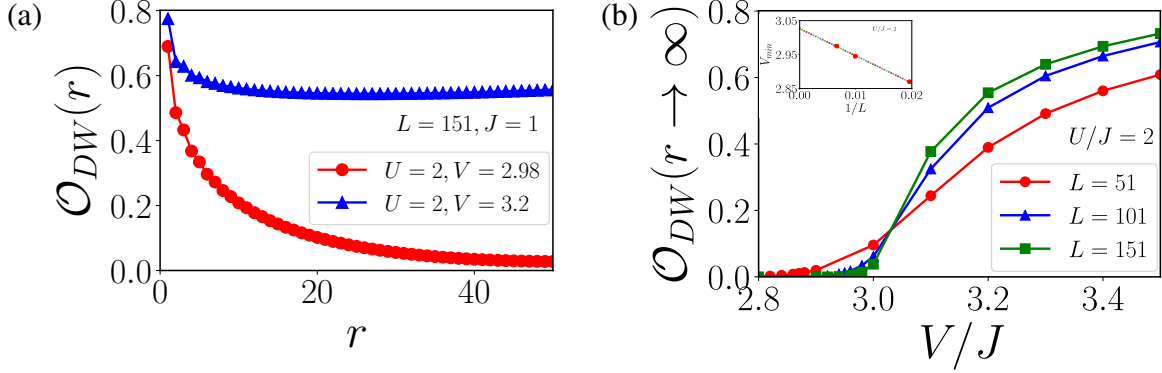 (a)
0.8
0.6
0.4
0.2
0.0
𝒪_DW(r)
L = 151, J = 1
U = 2, V = 2.98
U = 2, V = 3.2
0
20
40
r
(b)
0.8
0.6
0.4
0.2
0.0
𝒪_DW(r → ∞)
3.05
2.95
2.85
V_min
U/J = 2
0.00
0.01
0.02
1/L
U/J = 2
L = 51
L = 101
L = 151
2.8
3.0
3.2
3.4
V/J